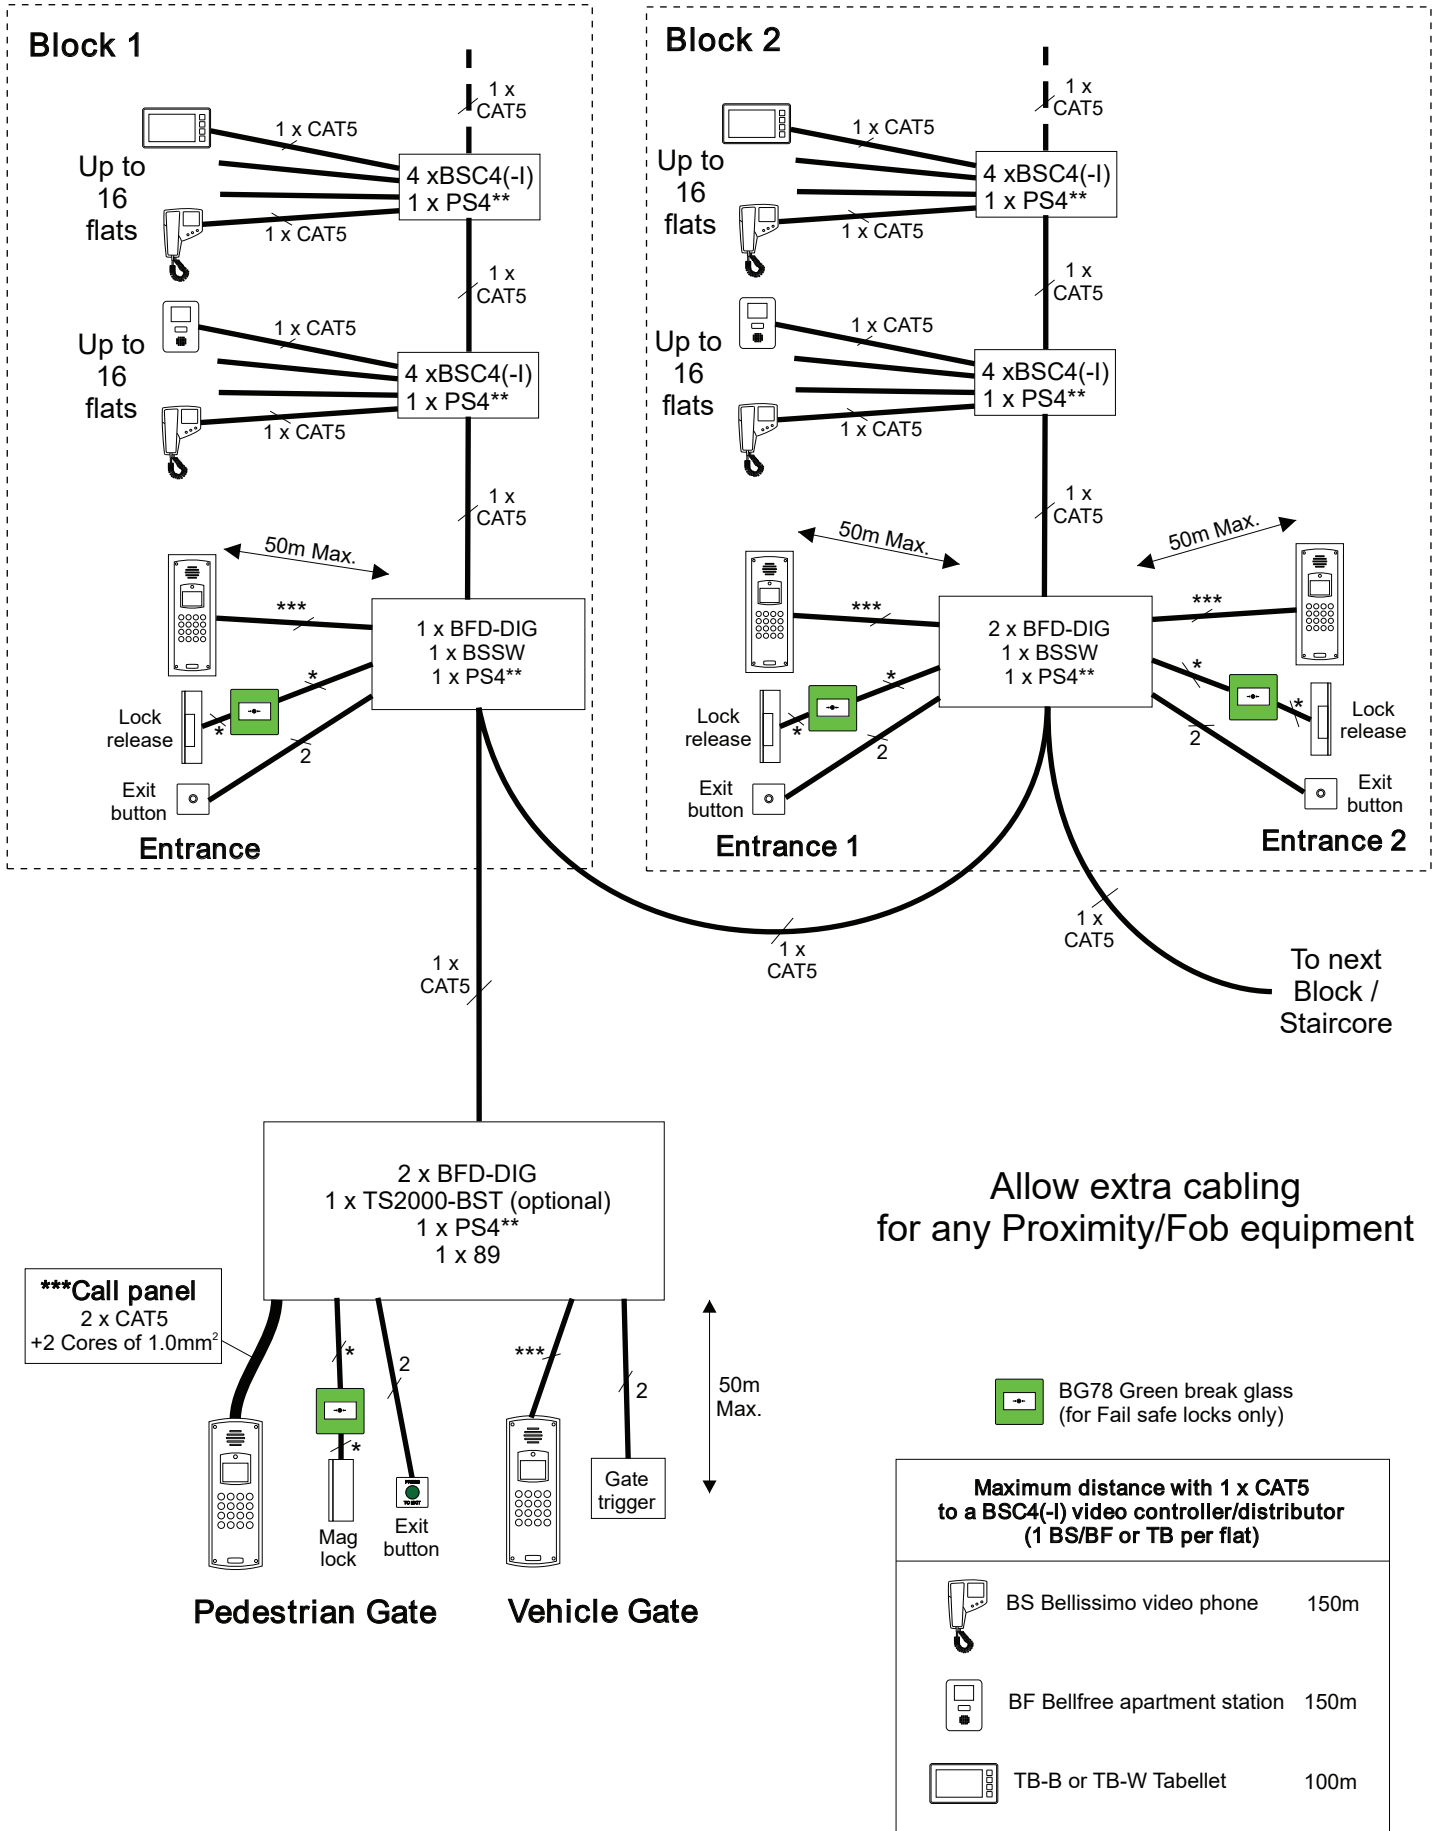 Block 1
1 x
CAT5
1 x CAT5
Up to
16
flats
4 xBSC4(-I)
1 x PS4**
1 x CAT5
1 x
CAT5
1 x CAT5
Up to
16
flats
4 xBSC4(-I)
1 x PS4**
1 x CAT5
1 x
CAT5
50m Max.
***
1 x BFD-DIG
1 x BSSW
1 x PS4**
*
*
Lock
release
2
Exit
button
Entrance
Block 2
1 x
CAT5
1 x CAT5
Up to
16
flats
4 xBSC4(-I)
1 x PS4**
1 x CAT5
1 x
CAT5
1 x CAT5
Up to
16
flats
4 xBSC4(-I)
1 x PS4**
1 x CAT5
1 x
CAT5
50m Max.
50m Max.
***
***
2 x BFD-DIG
1 x BSSW
1 x PS4**
*
*
Lock
release
2
Exit
button
Entrance 1
*
*
Lock
release
2
Exit
button
Entrance 2
1 x
CAT5
1 x
CAT5
1 x
CAT5
To next
Block /
Staircore
2 x BFD-DIG
1 x TS2000-BST (optional)
1 x PS4**
1 x 89
Allow extra cabling
for any Proximity/Fob equipment
***Call panel
2 x CAT5
+2 Cores of 1.0mm²
*
*
2
***
2
50m
Max.
Mag
lock
PRESS
TO EXIT
Exit
button
Gate
trigger
Pedestrian Gate
Vehicle Gate
BG78 Green break glass
(for Fail safe locks only)
Maximum distance with 1 x CAT5
to a BSC4(-I) video controller/distributor
(1 BS/BF or TB per flat)
BS Bellissimo video phone 150m
BF Bellfree apartment station 150m
TB-B or TB-W Tabellet 100m